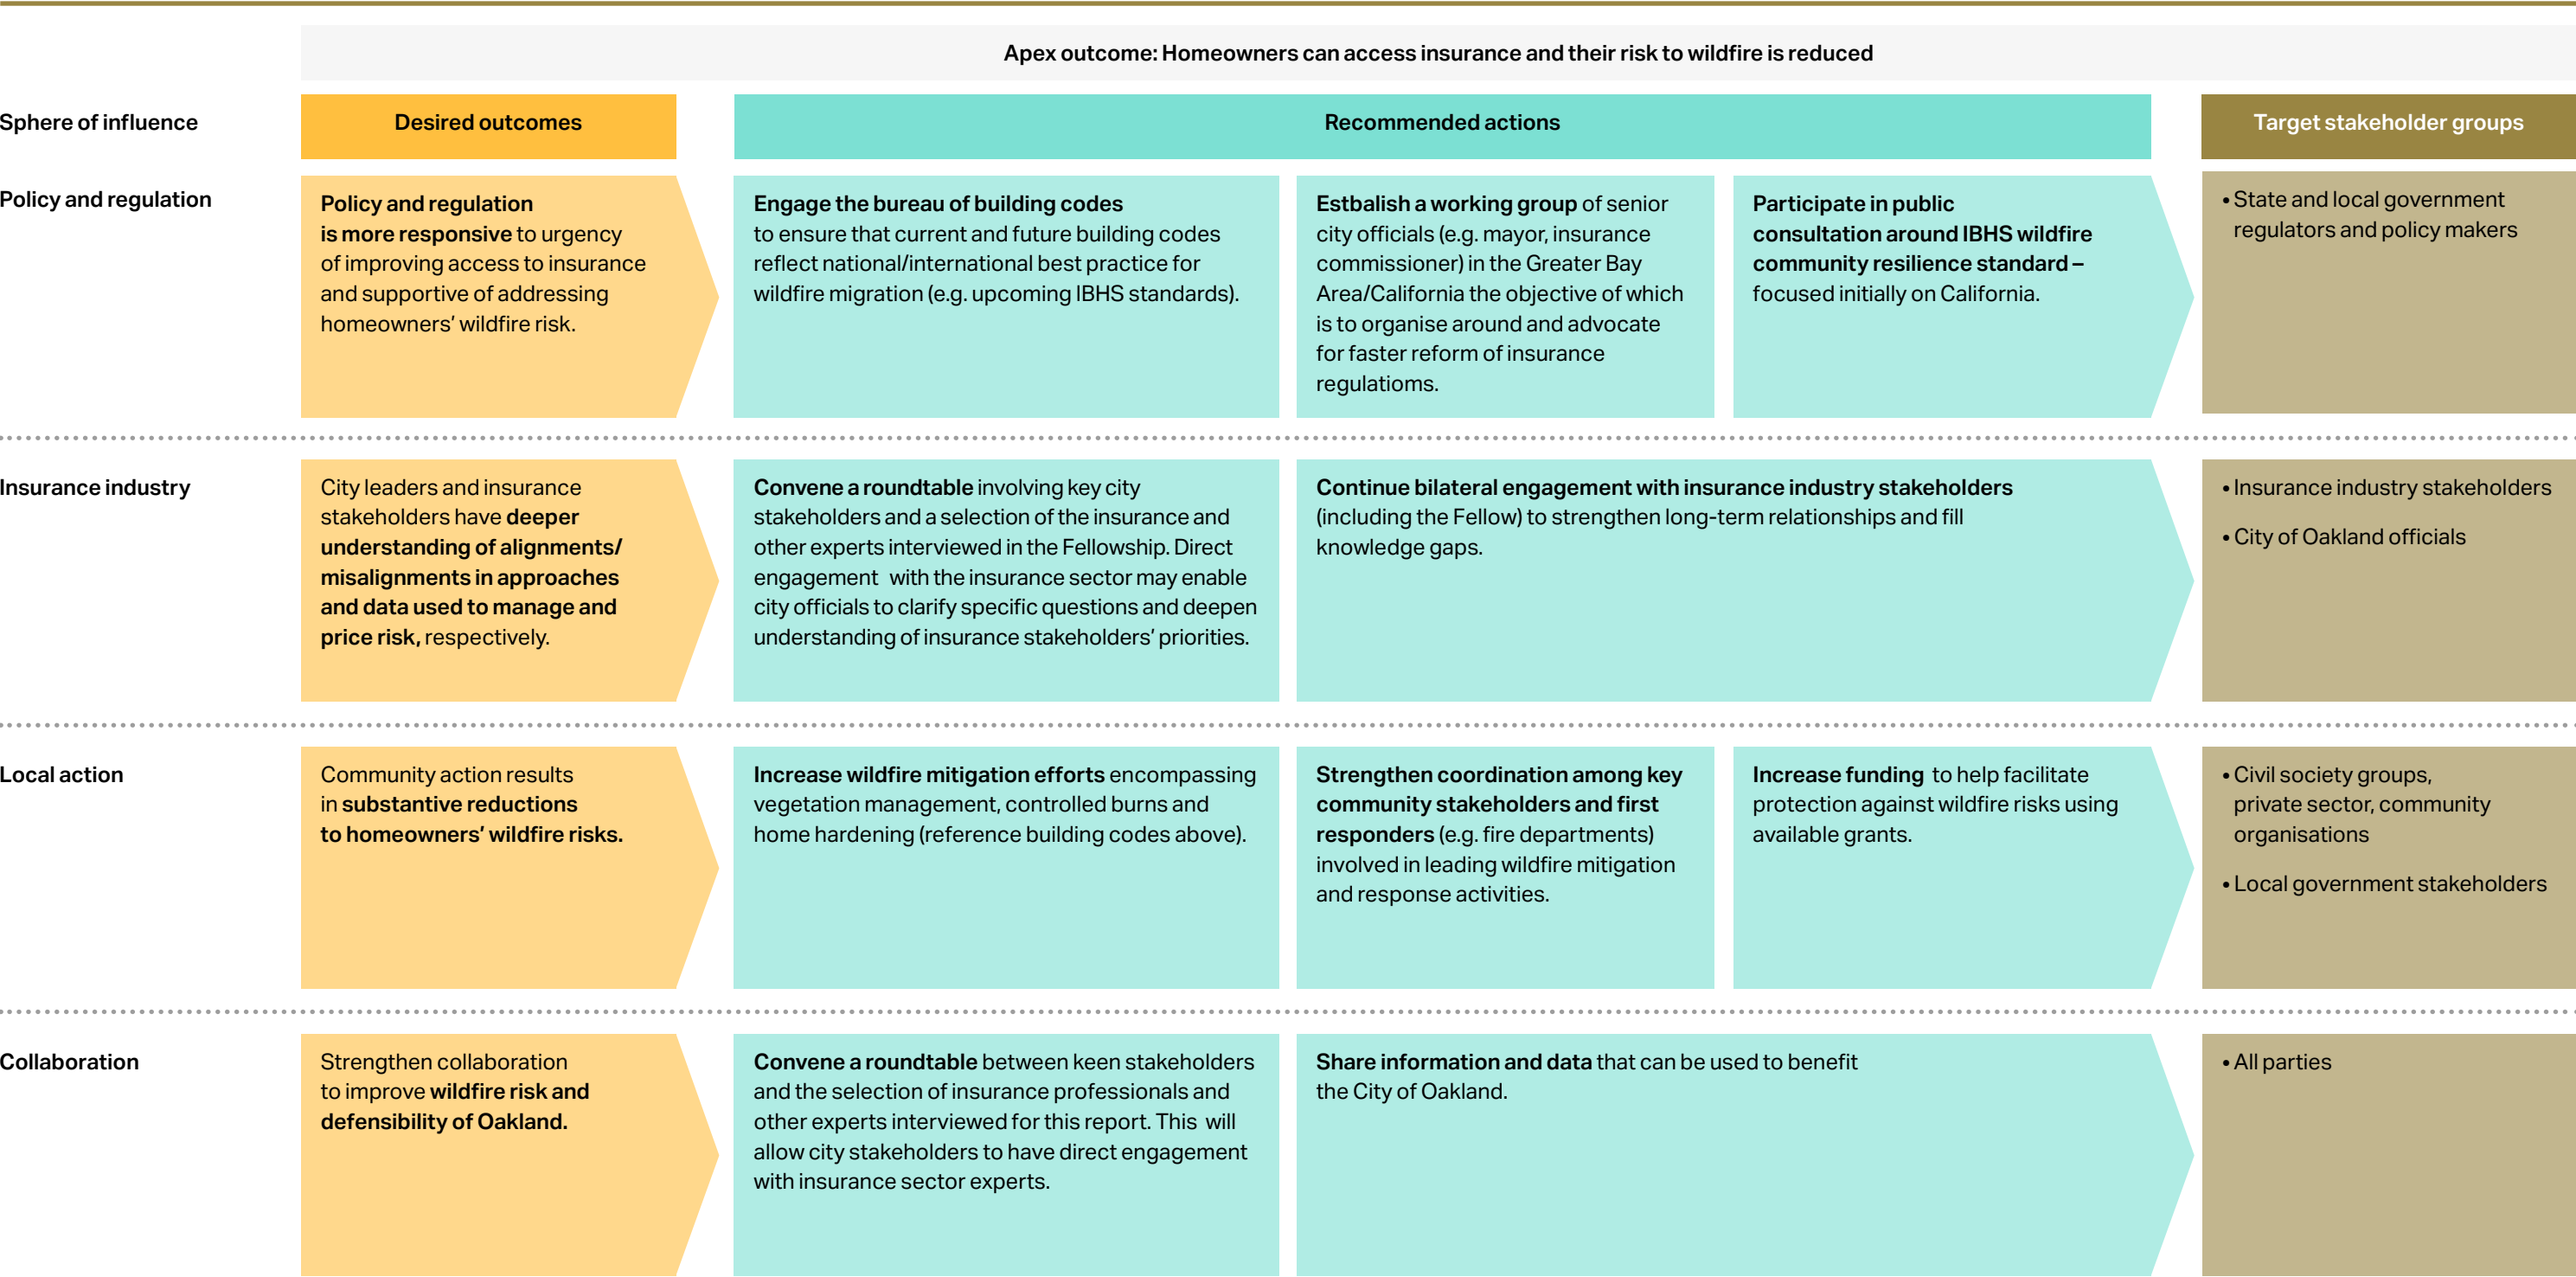 Apex outcome: Homeowners can access insurance and their risk to wildfire is reduced
Sphere of influence
Desired outcomes
Recommended actions
Target stakeholder groups
Policy and regulation
Policy and regulation
is more responsive to urgency
of improving access to insurance
and supportive of addressing
homeowners’ wildfire risk.
Engage the bureau of building codes
to ensure that current and future building codes
reflect national/international best practice for
wildfire migration (e.g. upcoming IBHS standards).
Estbalish a working group of senior
city officials (e.g. mayor, insurance
commissioner) in the Greater Bay
Area/California the objective of which
is to organise around and advocate
for faster reform of insurance
regulatioms.
Participate in public
consultation around IBHS wildfire
community resilience standard –
focused initially on California.
• State and local government
regulators and policy makers
Insurance industry
City leaders and insurance
stakeholders have deeper
understanding of alignments/
misalignments in approaches
and data used to manage and
price risk, respectively.
Convene a roundtable involving key city
stakeholders and a selection of the insurance and
other experts interviewed in the Fellowship. Direct
engagement with the insurance sector may enable
city officials to clarify specific questions and deepen
understanding of insurance stakeholders’ priorities.
Continue bilateral engagement with insurance industry stakeholders
(including the Fellow) to strengthen long-term relationships and fill
knowledge gaps.
• Insurance industry stakeholders
• City of Oakland officials
Local action
Community action results
in substantive reductions
to homeowners’ wildfire risks.
Increase wildfire mitigation efforts encompassing
vegetation management, controlled burns and
home hardening (reference building codes above).
Strengthen coordination among key
community stakeholders and first
responders (e.g. fire departments)
involved in leading wildfire mitigation
and response activities.
Increase funding to help facilitate
protection against wildfire risks using
available grants.
• Civil society groups,
private sector, community
organisations
• Local government stakeholders
Collaboration
Strengthen collaboration
to improve wildfire risk and
defensibility of Oakland.
Convene a roundtable between keen stakeholders
and the selection of insurance professionals and
other experts interviewed for this report. This will
allow city stakeholders to have direct engagement
with insurance sector experts.
Share information and data that can be used to benefit
the City of Oakland.
• All parties